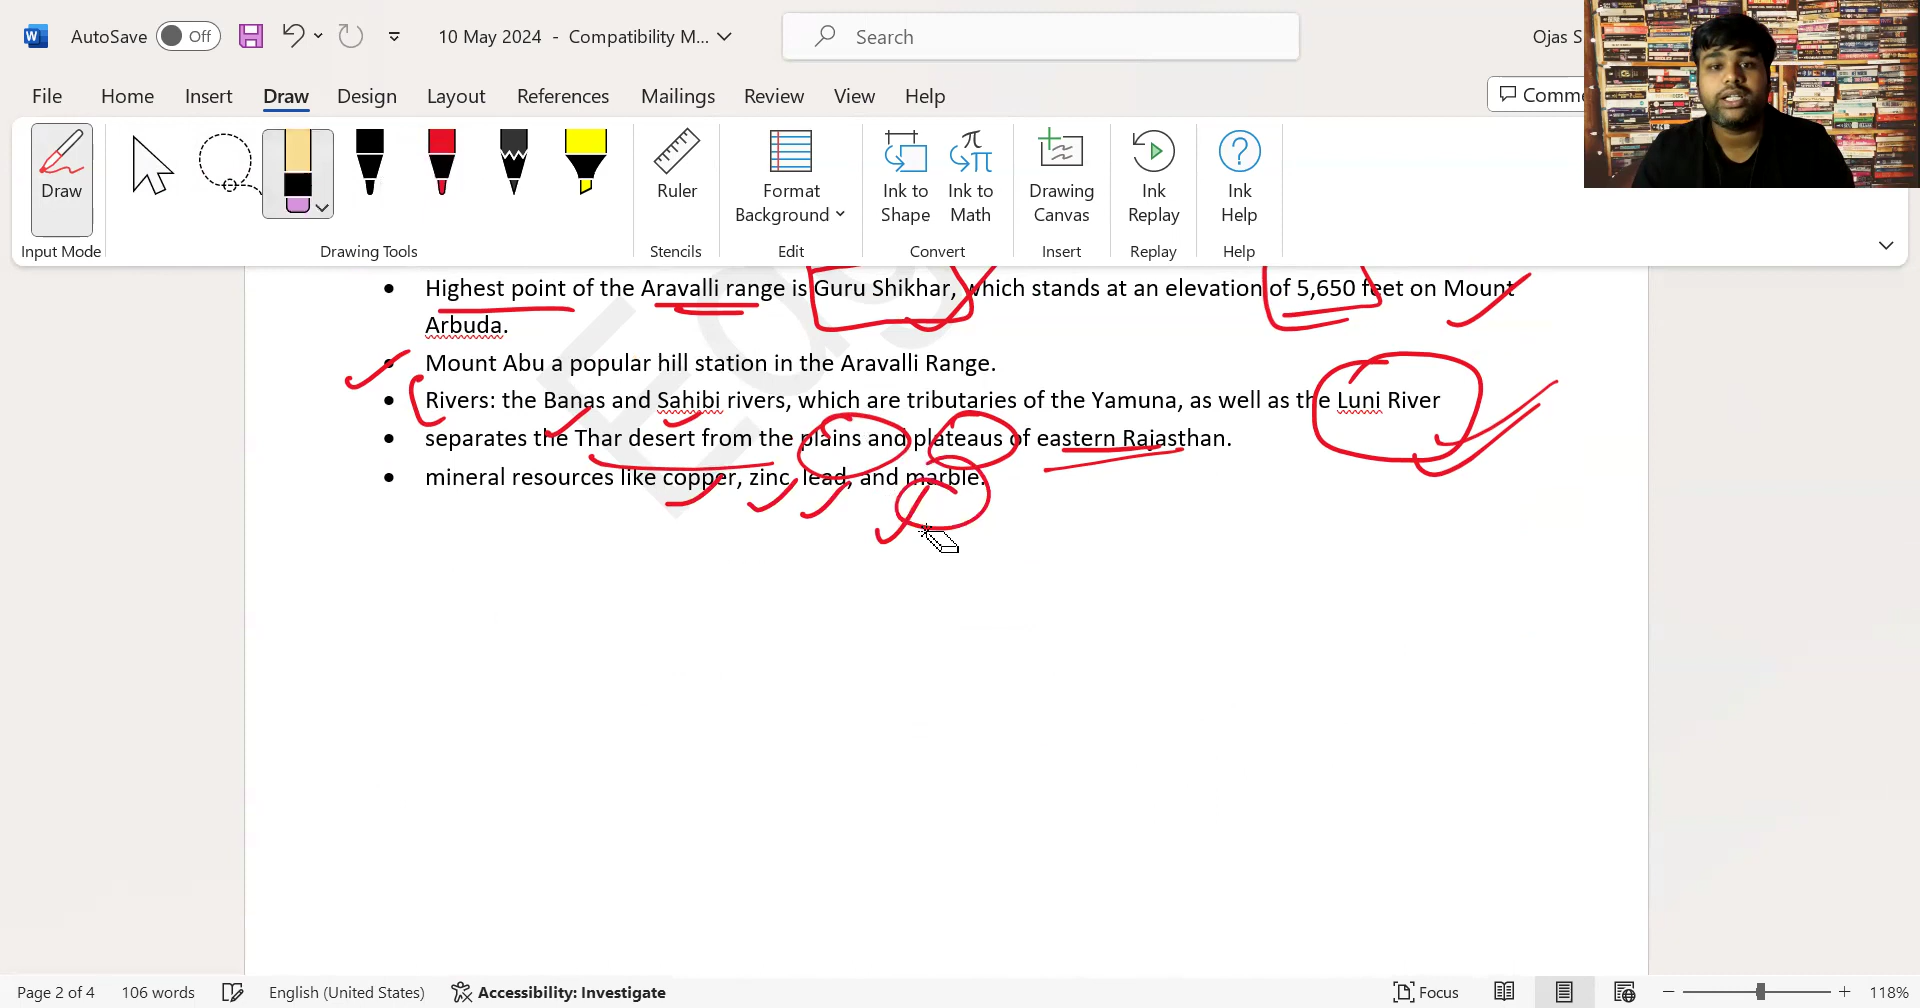 AutoSave Off 10 May 2024 - Compatibility M... Search Ojas S
File Home Insert Draw Design Layout References Mailings Review View Help Comme
Draw Ruler Format Background Ink to Shape Ink to Math Drawing Canvas Ink Replay Ink Help
Input Mode Drawing Tools Stencils Edit Convert Insert Replay Help
• Highest point of the Aravalli range is Guru Shikhar, which stands at an elevation of 5,650 feet on Mount
Arbuda.
• Mount Abu a popular hill station in the Aravalli Range.
• Rivers: the Banas and Sahibi rivers, which are tributaries of the Yamuna, as well as the Luni River
• separates the Thar desert from the plains and plateaus of eastern Rajasthan.
• mineral resources like copper, zinc, lead, and marble.
Page 2 of 4 106 words English (United States) Accessibility: Investigate Focus 118%